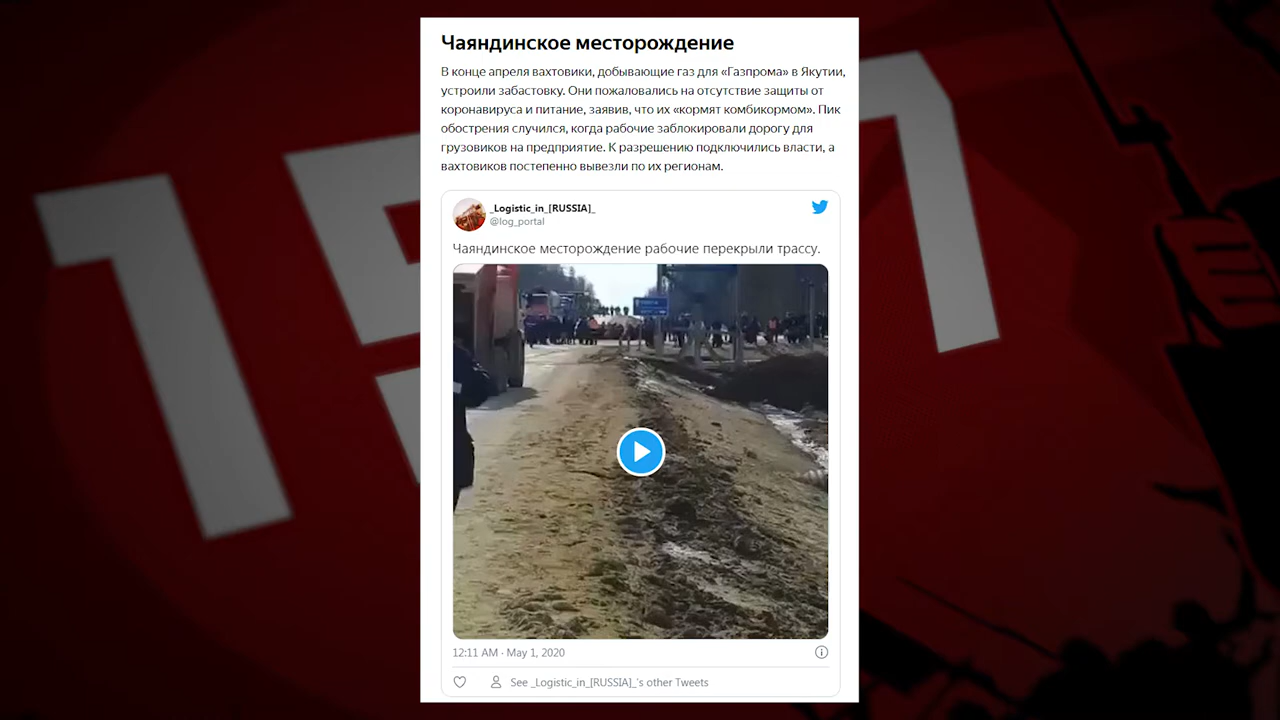 Чаяндинское месторождение
В конце апреля вахтовики, добывающие газ для «Газпрома» в Якутии,
устроили забастовку. Они пожаловались на отсутствие защиты от
коронавируса и питание, заявив, что их «кормят комбикормом». Пик
обострения случился, когда рабочие заблокировали дорогу для
грузовиков на предприятие. К разрешению подключились власти, а
вахтовиков постепенно вывезли по их регионам.
_Logistic_in_[RUSSIA]_
@log_portal
Чаяндинское месторождение рабочие перекрыли трассу.
12:11 AM · May 1, 2020
See _Logistic_in_[RUSSIA]_'s other Tweets